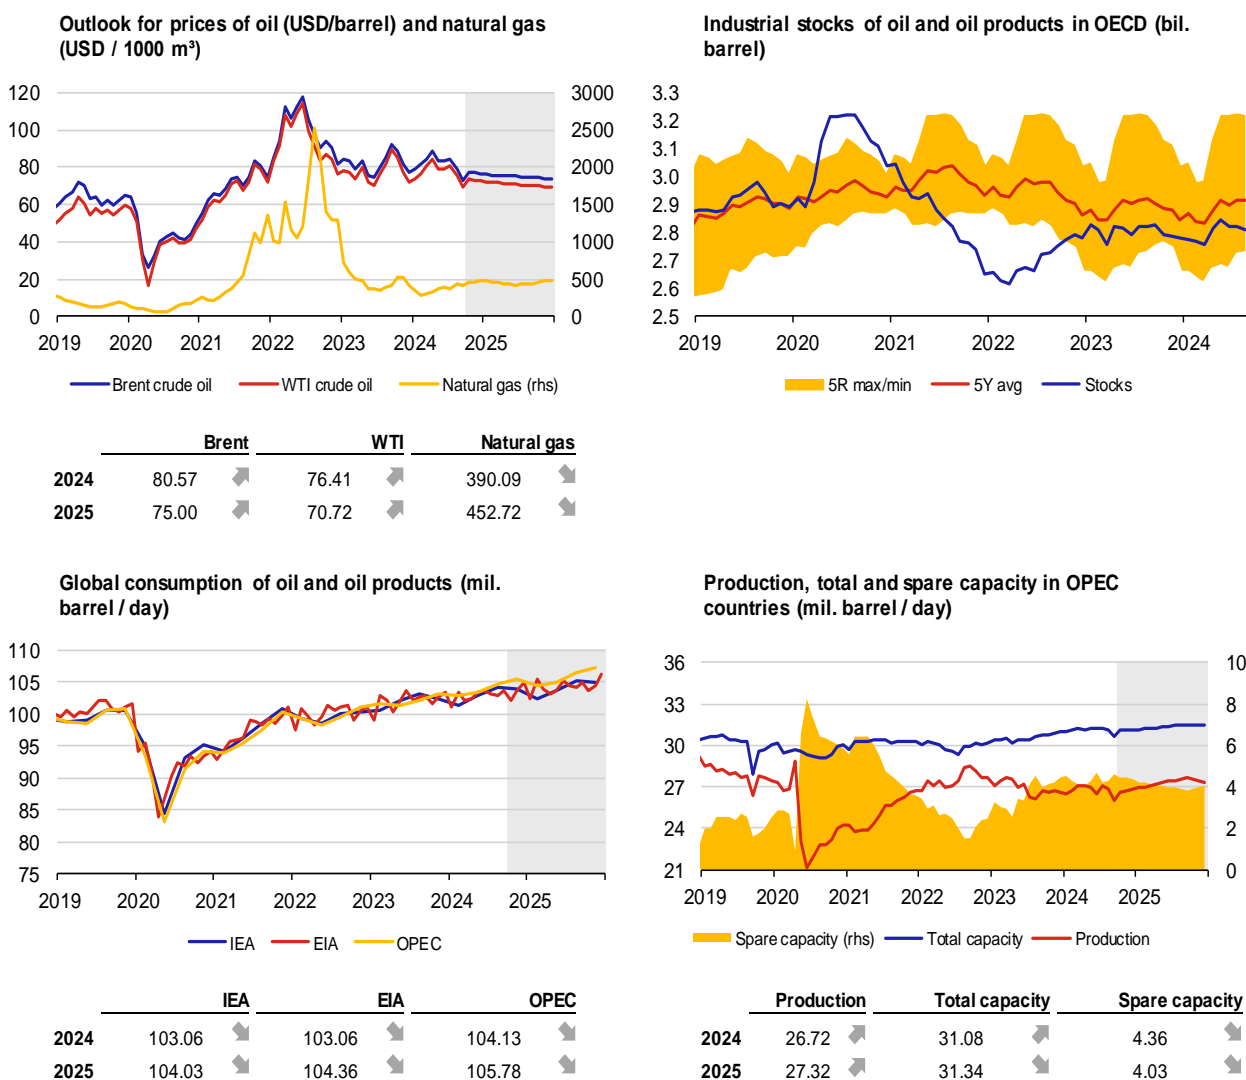 Outlook for prices of oil (USD/barrel) and natural gas
(USD / 1000 m³)
120 3000
100 2500
80 2000
60 1500
40 1000
20 500
0 0
2019 2020 2021 2022 2023 2024 2025
Brent crude oil WTI crude oil Natural gas (rhs)
Brent WTI Natural gas
2024 80.57 76.41 390.09
2025 75.00 70.72 452.72
Industrial stocks of oil and oil products in OECD (bil.
barrel)
3.3
3.2
3.1
3.0
2.9
2.8
2.7
2.6
2.5
2019 2020 2021 2022 2023 2024
5R max/min 5Y avg Stocks
Global consumption of oil and oil products (mil.
barrel / day)
110
105
100
95
90
85
80
75
2019 2020 2021 2022 2023 2024 2025
IEA EIA OPEC
IEA EIA OPEC
2024 103.06 103.06 104.13
2025 104.03 104.36 105.78
Production, total and spare capacity in OPEC
countries (mil. barrel / day)
36 10
33 8
30 6
27 4
24 2
21 0
2019 2020 2021 2022 2023 2024 2025
Spare capacity (rhs) Total capacity Production
Production Total capacity Spare capacity
2024 26.72 31.08 4.36
2025 27.32 31.34 4.03